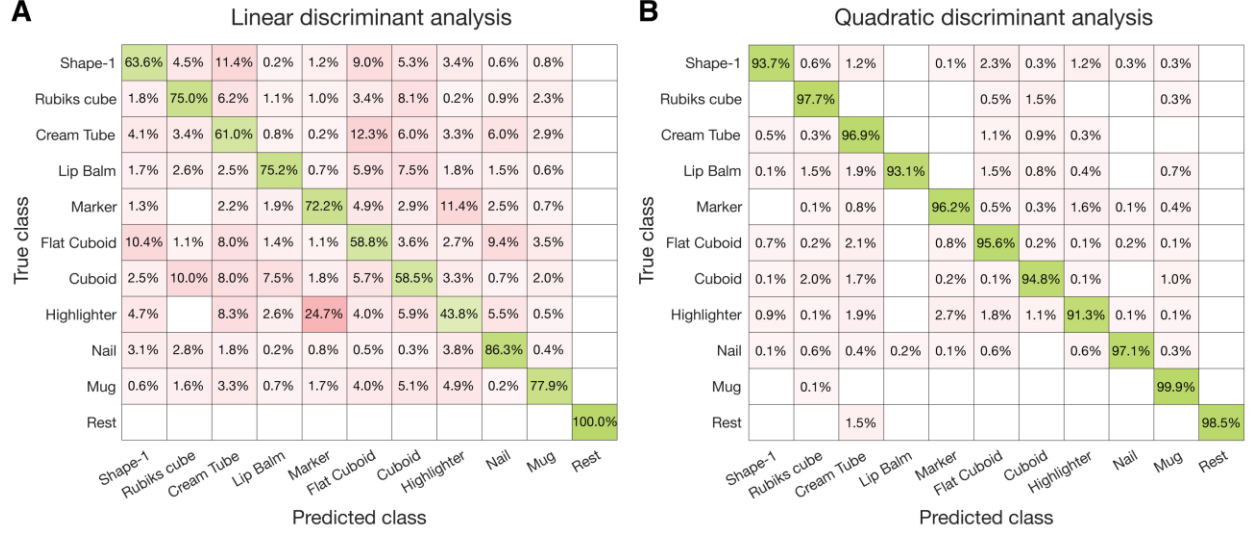 A
Linear discriminant analysis
True class
Shape-1 63.6% 4.5% 11.4% 0.2% 1.2% 9.0% 5.3% 3.4% 0.6% 0.8%
Rubiks cube 1.8% 75.0% 6.2% 1.1% 1.0% 3.4% 8.1% 0.2% 0.9% 2.3%
Cream Tube 4.1% 3.4% 61.0% 0.8% 0.2% 12.3% 6.0% 3.3% 6.0% 2.9%
Lip Balm 1.7% 2.6% 2.5% 75.2% 0.7% 5.9% 7.5% 1.8% 1.5% 0.6%
Marker 1.3% 2.2% 1.9% 72.2% 4.9% 2.9% 11.4% 2.5% 0.7%
Flat Cuboid 10.4% 1.1% 8.0% 1.4% 1.1% 58.8% 3.6% 2.7% 9.4% 3.5%
Cuboid 2.5% 10.0% 8.0% 7.5% 1.8% 5.7% 58.5% 3.3% 0.7% 2.0%
Highlighter 4.7% 8.3% 2.6% 24.7% 4.0% 5.9% 43.8% 5.5% 0.5%
Nail 3.1% 2.8% 1.8% 0.2% 0.8% 0.5% 0.3% 3.8% 86.3% 0.4%
Mug 0.6% 1.6% 3.3% 0.7% 1.7% 4.0% 5.1% 4.9% 0.2% 77.9%
Rest 100.0%
Shape-1 Rubiks cube Cream Tube Lip Balm Marker Flat Cuboid Cuboid Highlighter Nail Mug Rest
Predicted class
B
Quadratic discriminant analysis
True class
Shape-1 93.7% 0.6% 1.2% 0.1% 2.3% 0.3% 1.2% 0.3% 0.3%
Rubiks cube 97.7% 0.5% 1.5% 0.3%
Cream Tube 0.5% 0.3% 96.9% 1.1% 0.9% 0.3%
Lip Balm 0.1% 1.5% 1.9% 93.1% 1.5% 0.8% 0.4% 0.7%
Marker 0.1% 0.8% 96.2% 0.5% 0.3% 1.6% 0.1% 0.4%
Flat Cuboid 0.7% 0.2% 2.1% 0.8% 95.6% 0.2% 0.1% 0.2% 0.1%
Cuboid 0.1% 2.0% 1.7% 0.2% 0.1% 94.8% 0.1% 1.0%
Highlighter 0.9% 0.1% 1.9% 2.7% 1.8% 1.1% 91.3% 0.1% 0.1%
Nail 0.1% 0.6% 0.4% 0.2% 0.1% 0.6% 0.6% 97.1% 0.3%
Mug 0.1% 99.9%
Rest 1.5% 98.5%
Shape-1 Rubiks cube Cream Tube Lip Balm Marker Flat Cuboid Cuboid Highlighter Nail Mug Rest
Predicted class